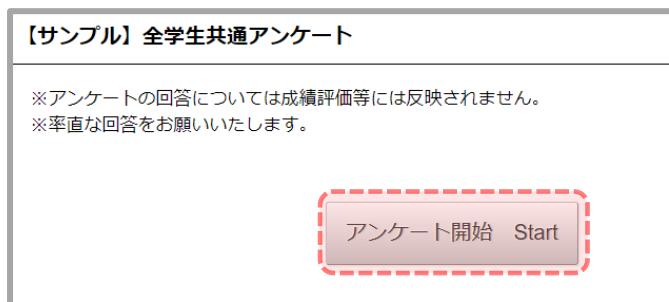 【サンプル】全学生共通アンケート
※アンケートの回答については成績評価等には反映されません。
※率直な回答をお願いいたします。
アンケート開始　Start